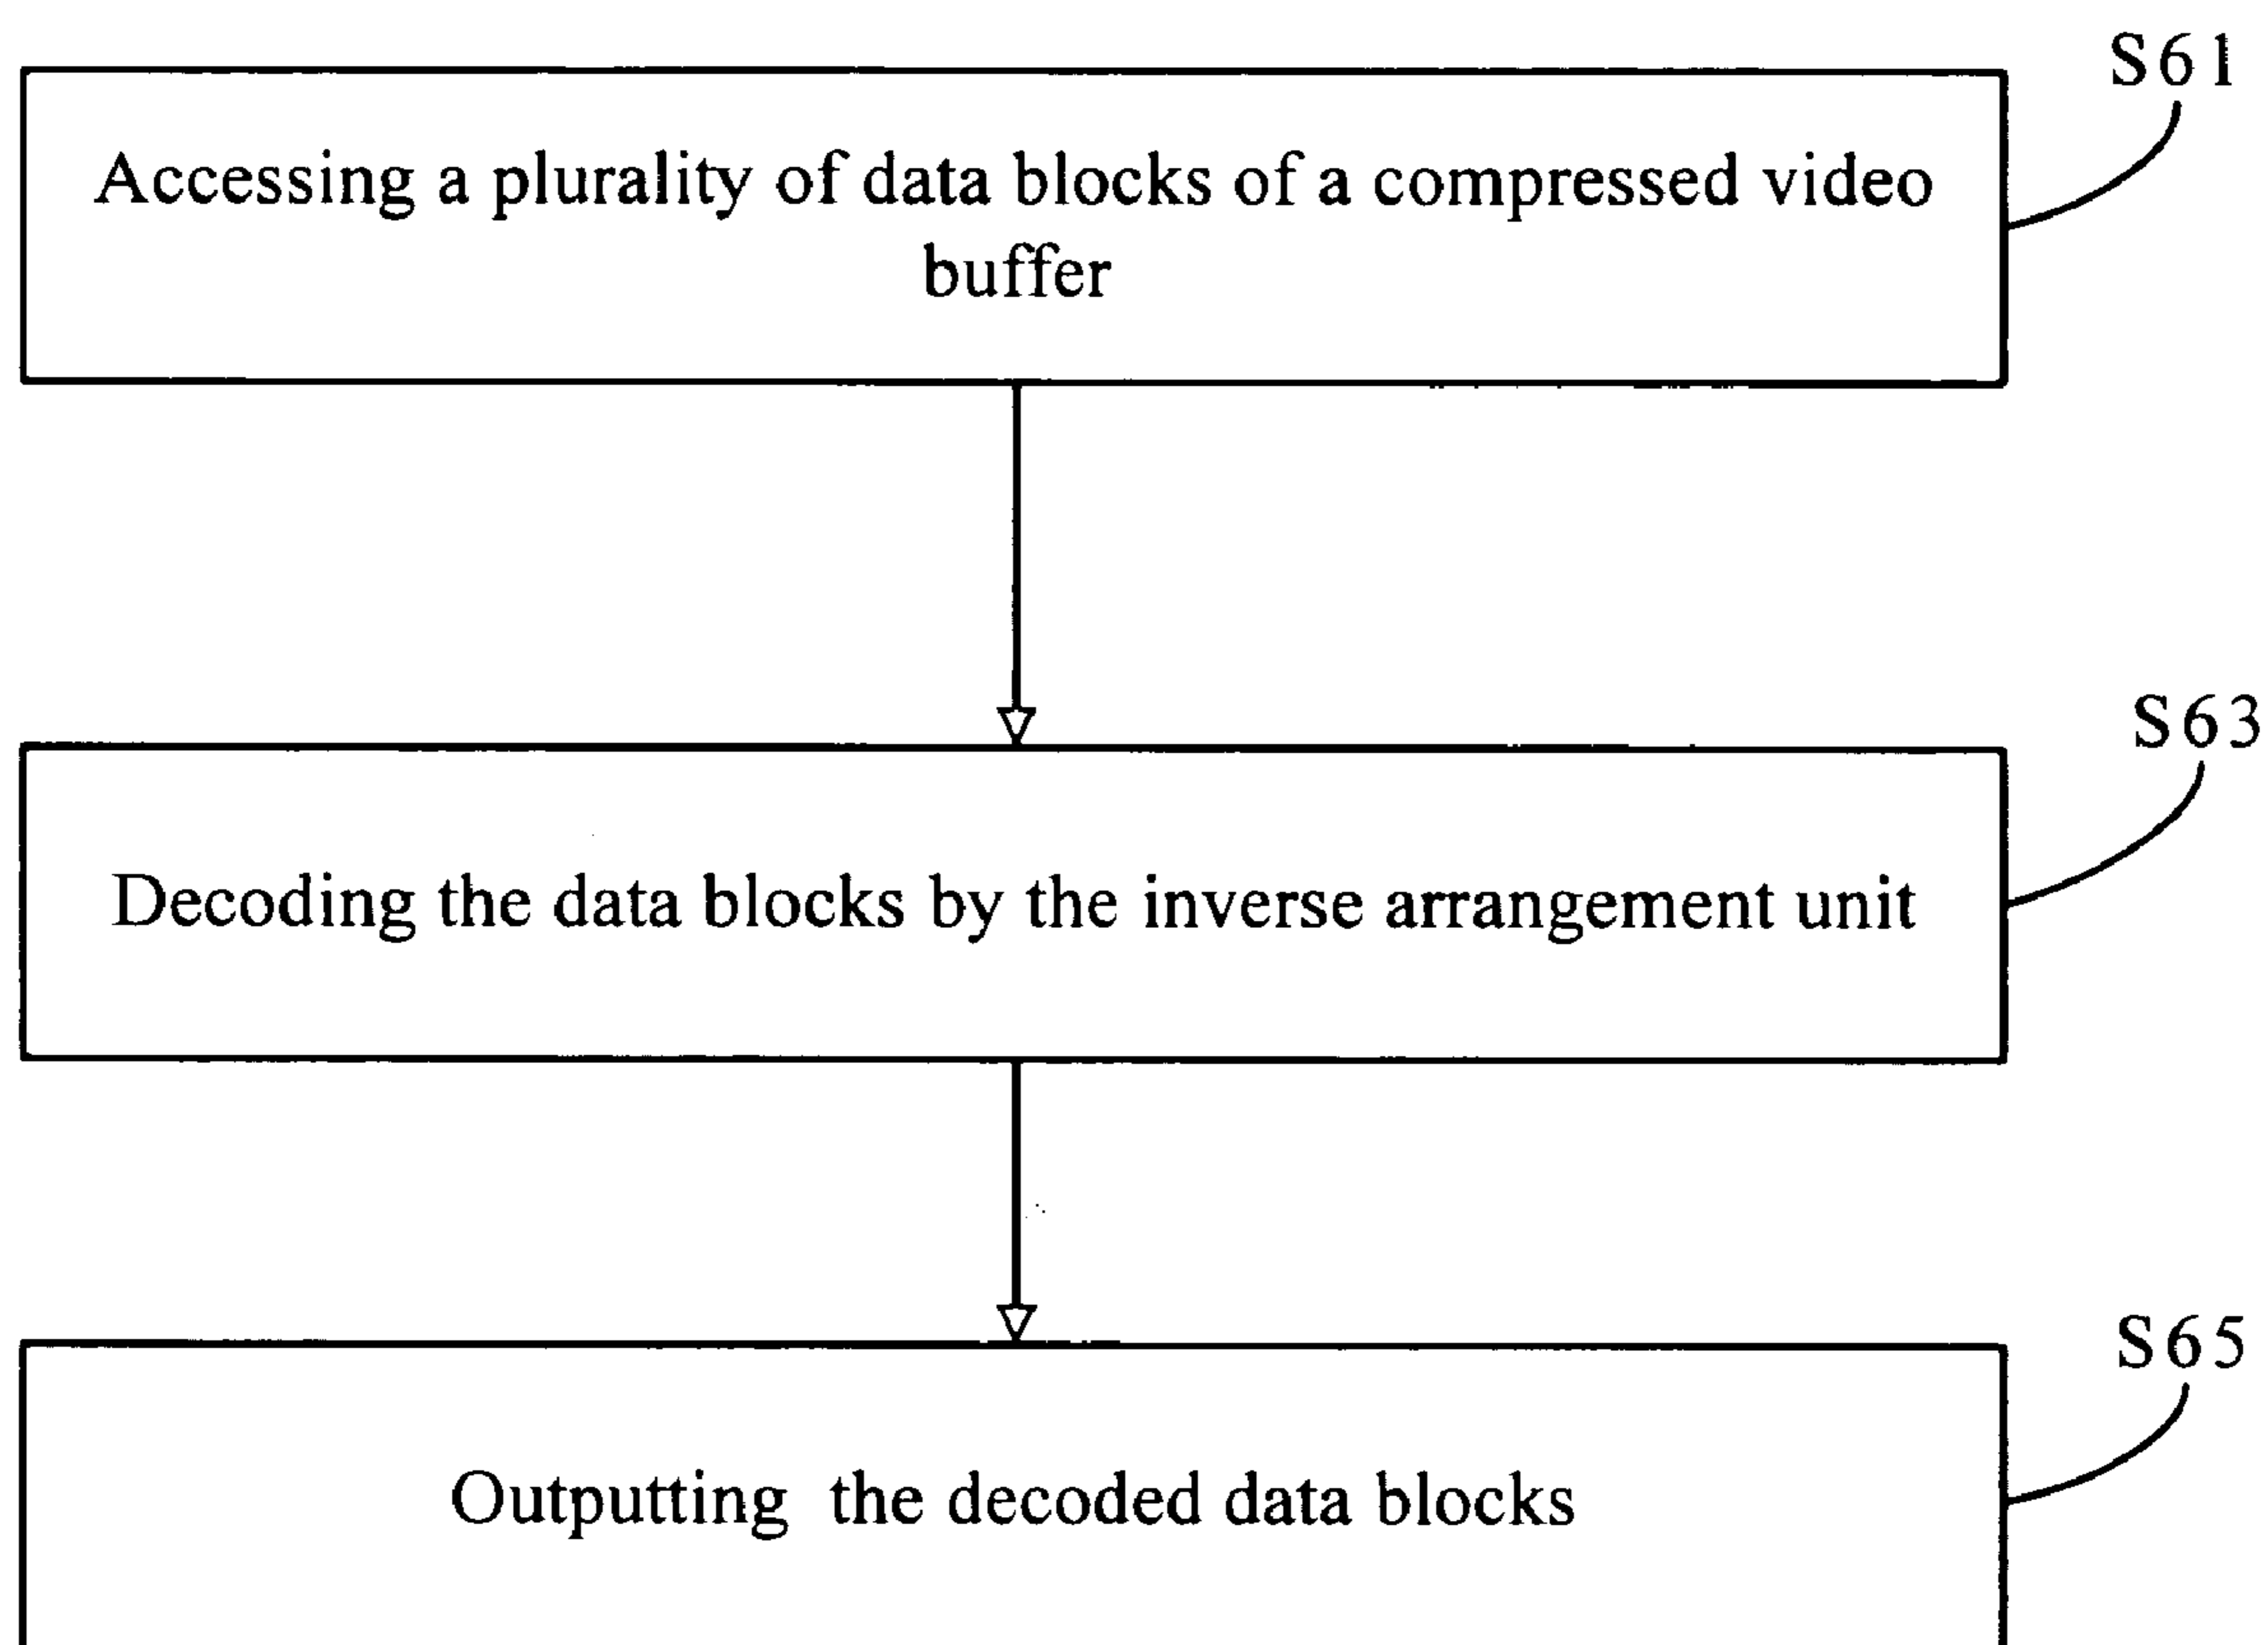 S61
Accessing a plurality of data blocks of a compressed video
buffer
S63
Decoding the data blocks by the inverse arrangement unit
S65
Outputting the decoded data blocks